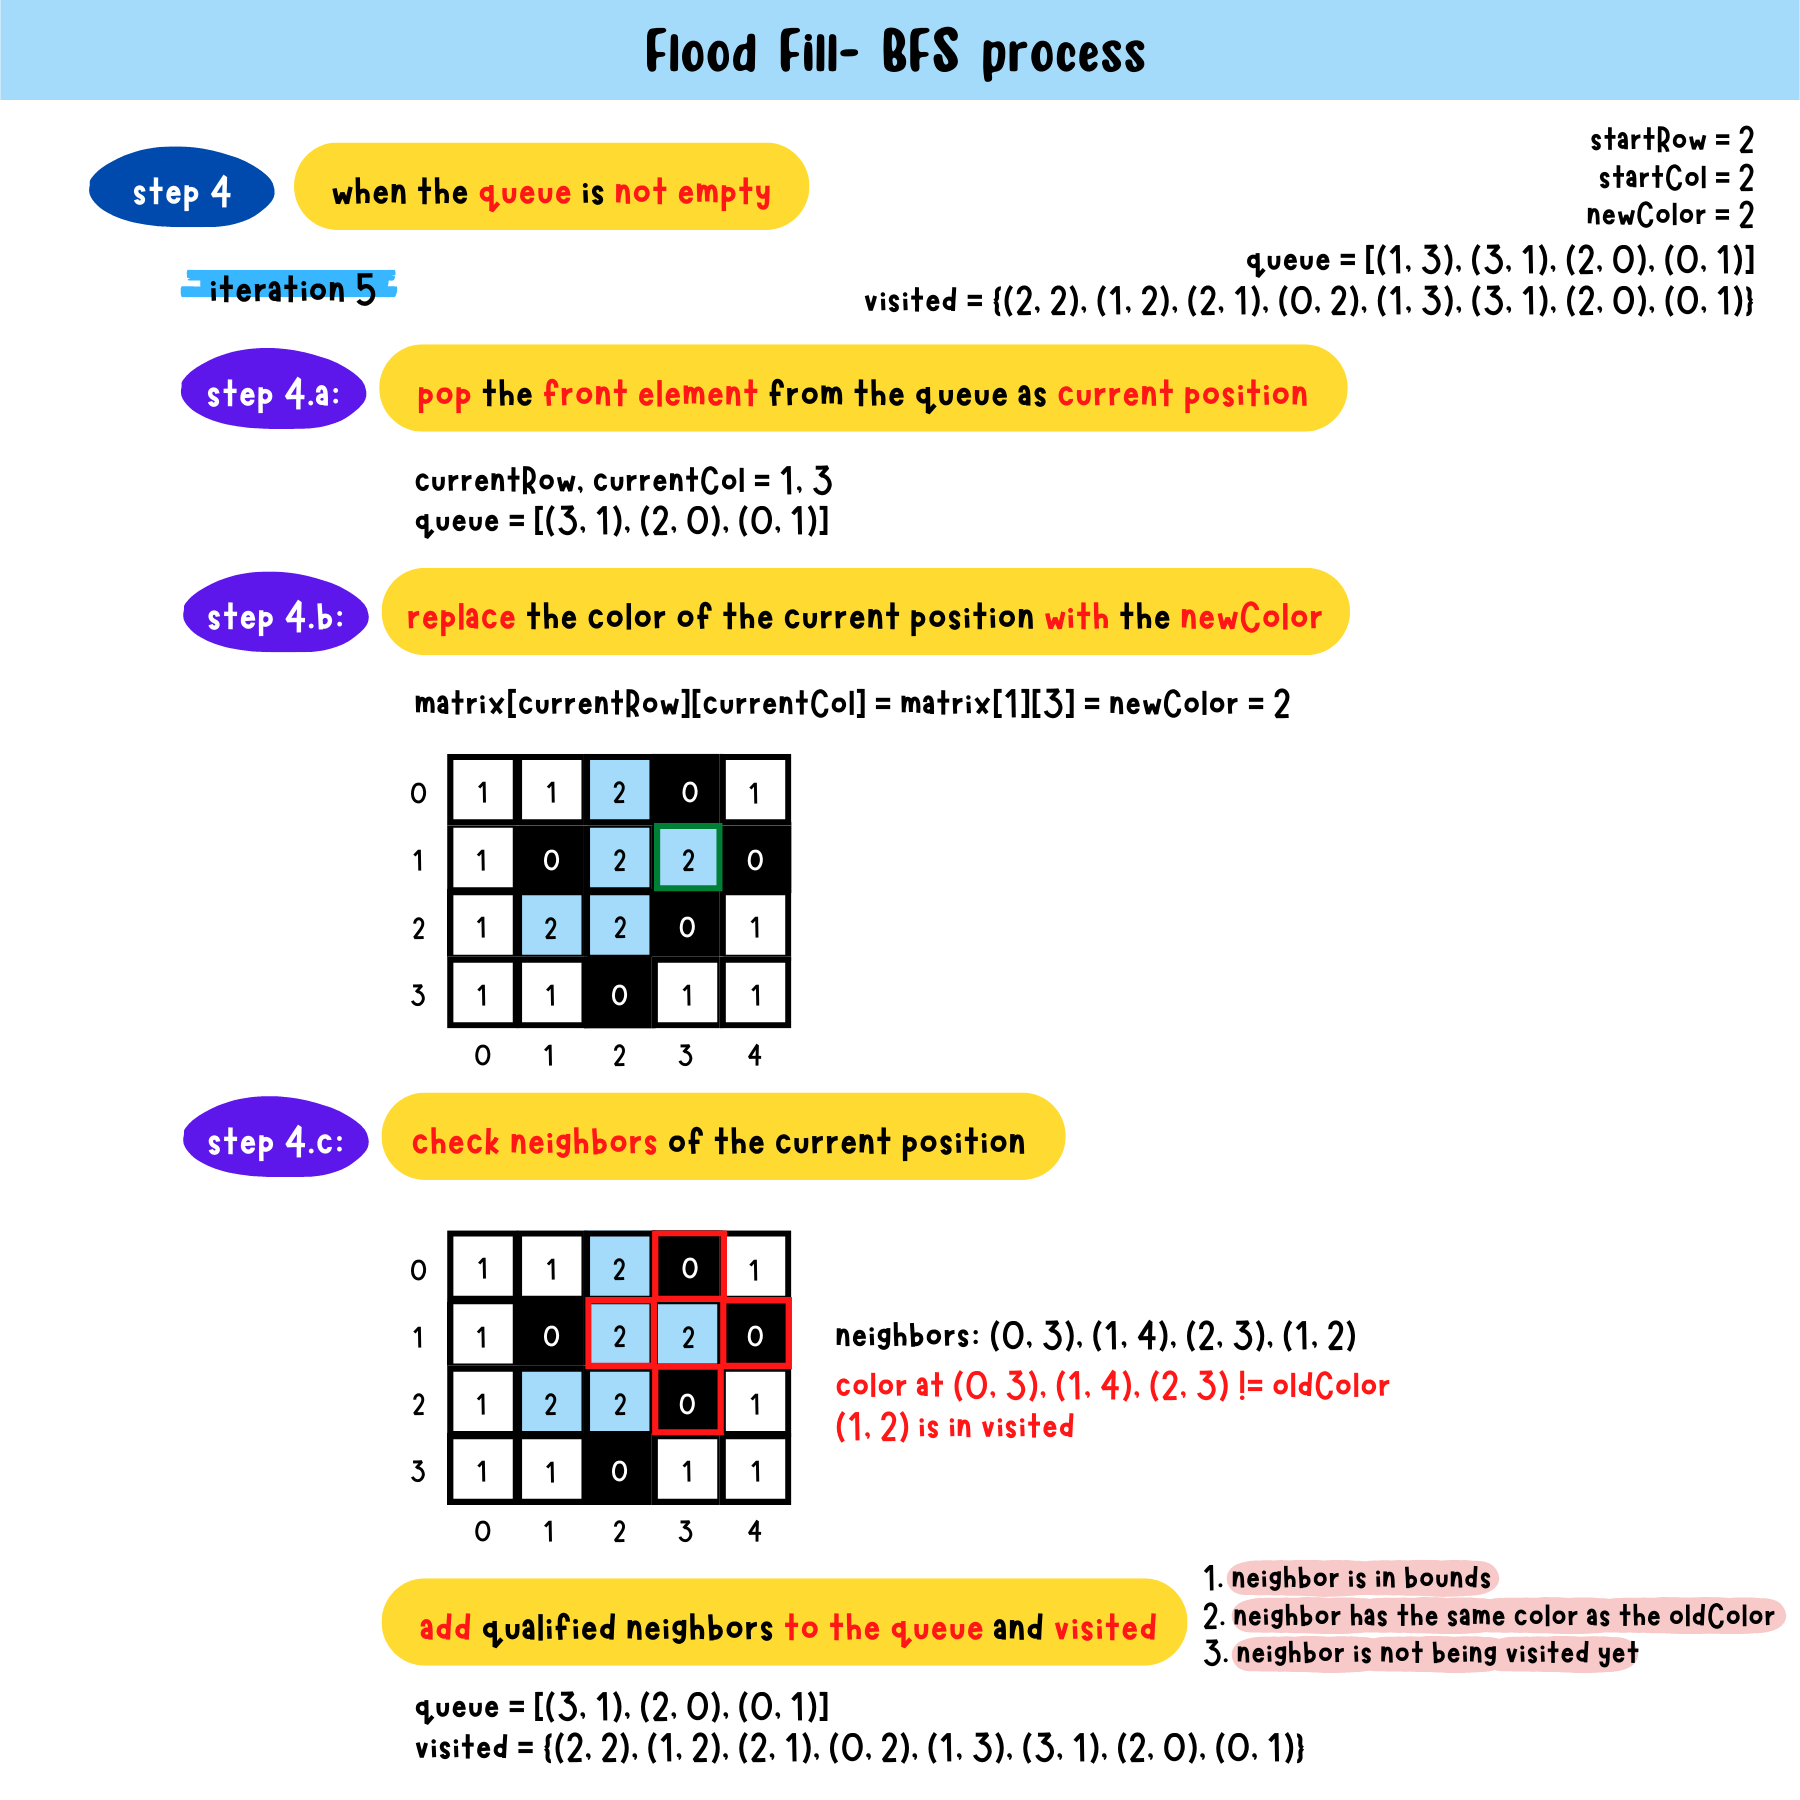 Flood Fill- BFS process
startRow = 2
startCol = 2
newColor = 2
step 4
when the queue is not empty
queue = [(1, 3), (3, 1), (2, 0), (0, 1)]
visited = {(2, 2), (1, 2), (2, 1), (0, 2), (1, 3), (3, 1), (2, 0), (0, 1)}
iteration 5
step 4.a:
pop the front element from the queue as current position
currentRow, currentCol = 1, 3
queue = [(3, 1), (2, 0), (0, 1)]
step 4.b:
replace the color of the current position with the newColor
matrix[currentRow][currentCol] = matrix[1][3] = newColor = 2
0 1 1 2 0 1
1 1 0 2 2 0
2 1 2 2 0 1
3 1 1 0 1 1
0 1 2 3 4
step 4.c:
check neighbors of the current position
0 1 1 2 0 1
1 1 0 2 2 0
2 1 2 2 0 1
3 1 1 0 1 1
0 1 2 3 4
neighbors: (0, 3), (1, 4), (2, 3), (1, 2)
color at (0, 3), (1, 4), (2, 3) != oldColor
(1, 2) is in visited
add qualified neighbors to the queue and visited
1. neighbor is in bounds
2. neighbor has the same color as the oldColor
3. neighbor is not being visited yet
queue = [(3, 1), (2, 0), (0, 1)]
visited = {(2, 2), (1, 2), (2, 1), (0, 2), (1, 3), (3, 1), (2, 0), (0, 1)}